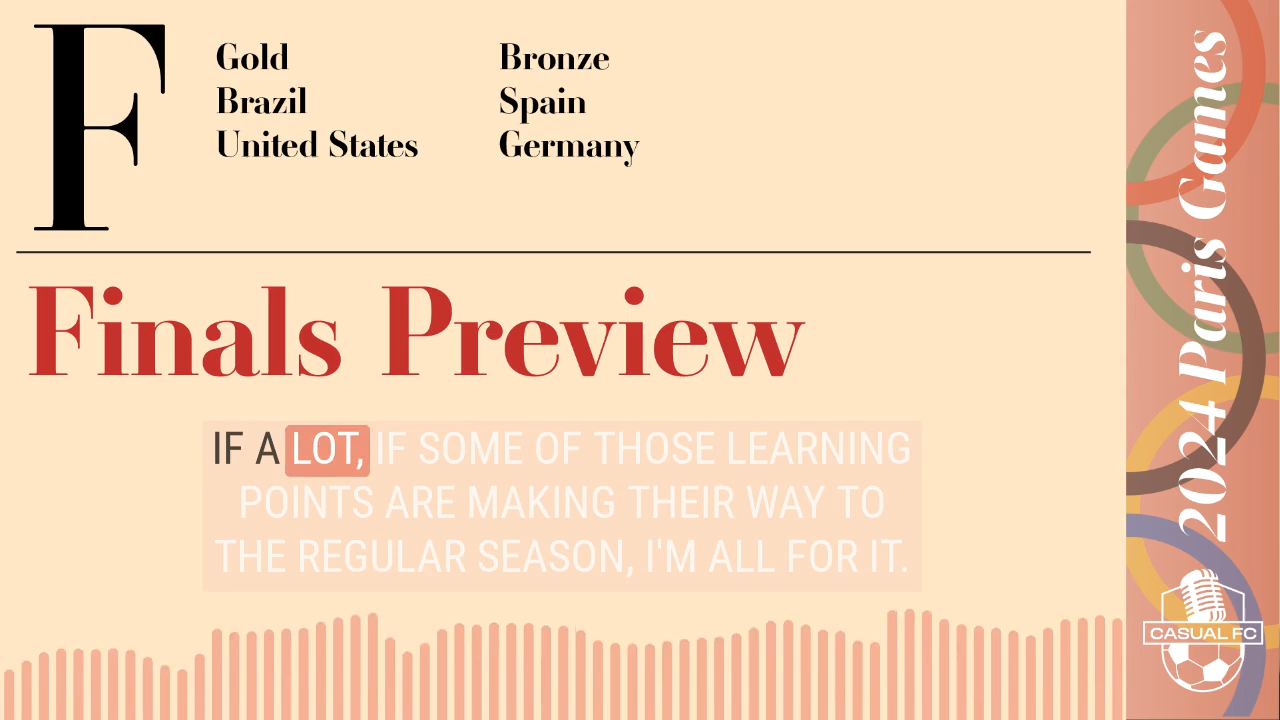 F
Gold
Brazil
United States
Bronze
Spain
Germany
Finals Preview
IF A LOT, IF SOME OF THOSE LEARNING
POINTS ARE MAKING THEIR WAY TO
THE REGULAR SEASON, I'M ALL FOR IT.
2024 Paris Games
CASUAL FC